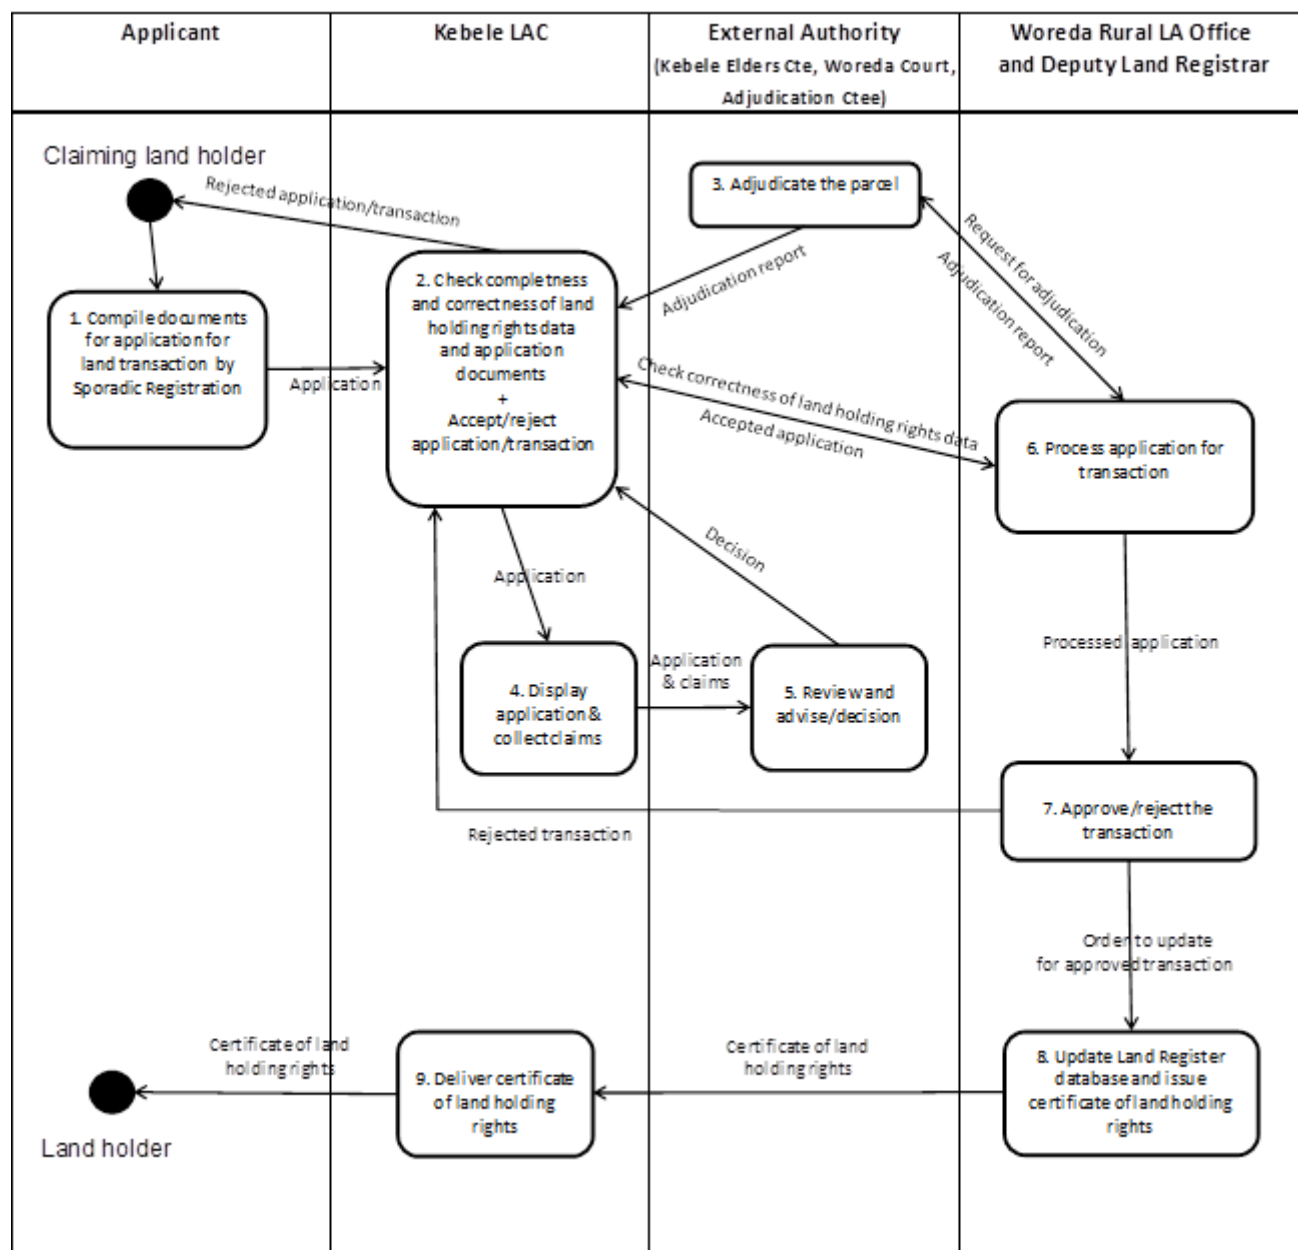 Applicant
Kebele LAC
External Authority
(Kebele Elders Cte, Woreda Court,
Adjudication Ctee)
Woreda Rural LA Office
and Deputy Land Registrar
Claiming land holder
Rejected application/transaction
3. Adjudicate the parcel
Request for adjudication
Adjudication report
Adjudication report
1. Compile documents
for application for
land transaction by
Sporadic Registration
Application
2. Check completness
and correctness of land
holding rights data
and application
documents
+
Accept/reject
application/transaction
Check correctness of land holding rights data
Accepted application
6. Process application for
transaction
Decision
Application
Processed application
4. Display
application &
collect claims
Application
& claims
5. Review and
advise/decision
Rejected transaction
7. Approve/reject the
transaction
Order to update
for approved transaction
Certificate of land
holding rights
9. Deliver certificate
of land holding
rights
Certificate of land
holding rights
8. Update Land Register
database and issue
certificate of land holding
rights
Land holder